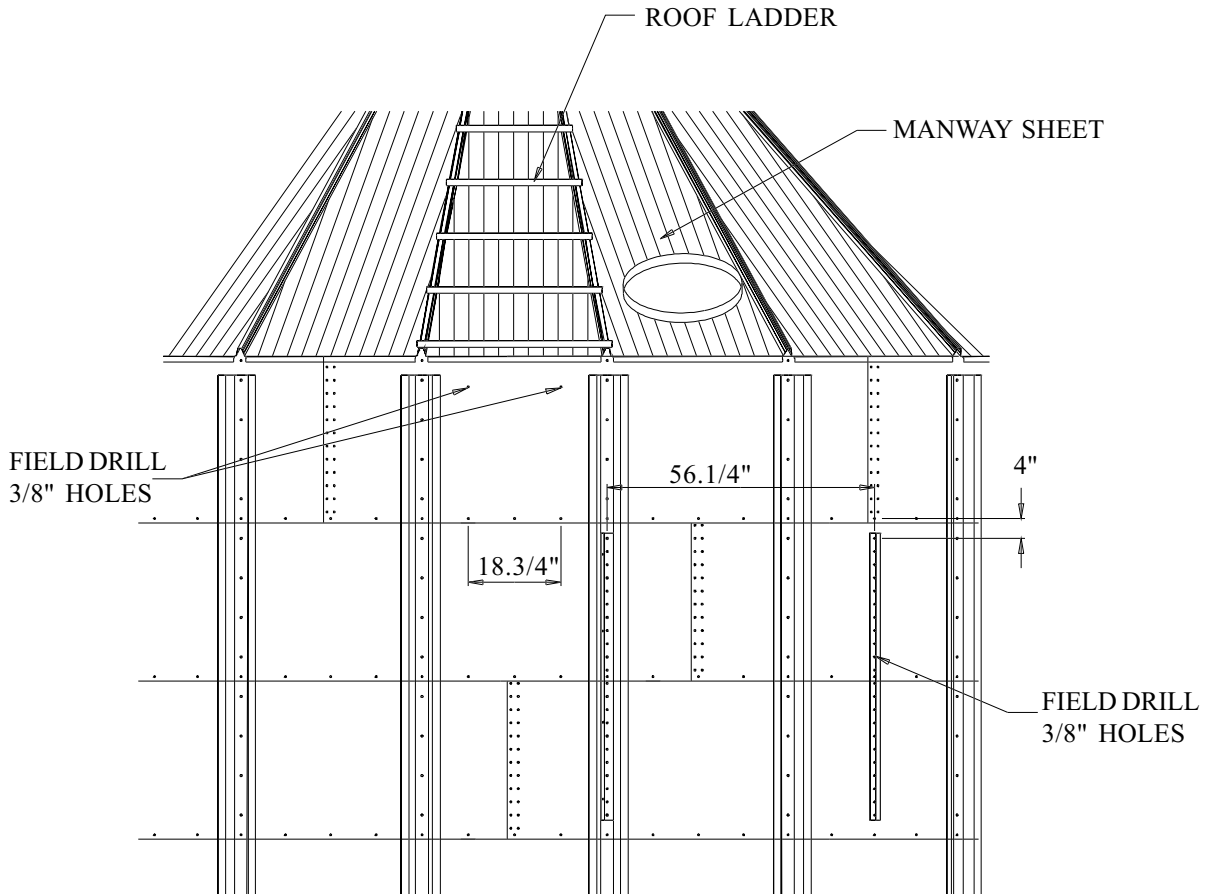 ROOF LADDER
MANWAY SHEET
FIELD DRILL
3/8" HOLES
56.1/4"
4"
18.3/4"
FIELD DRILL
3/8" HOLES